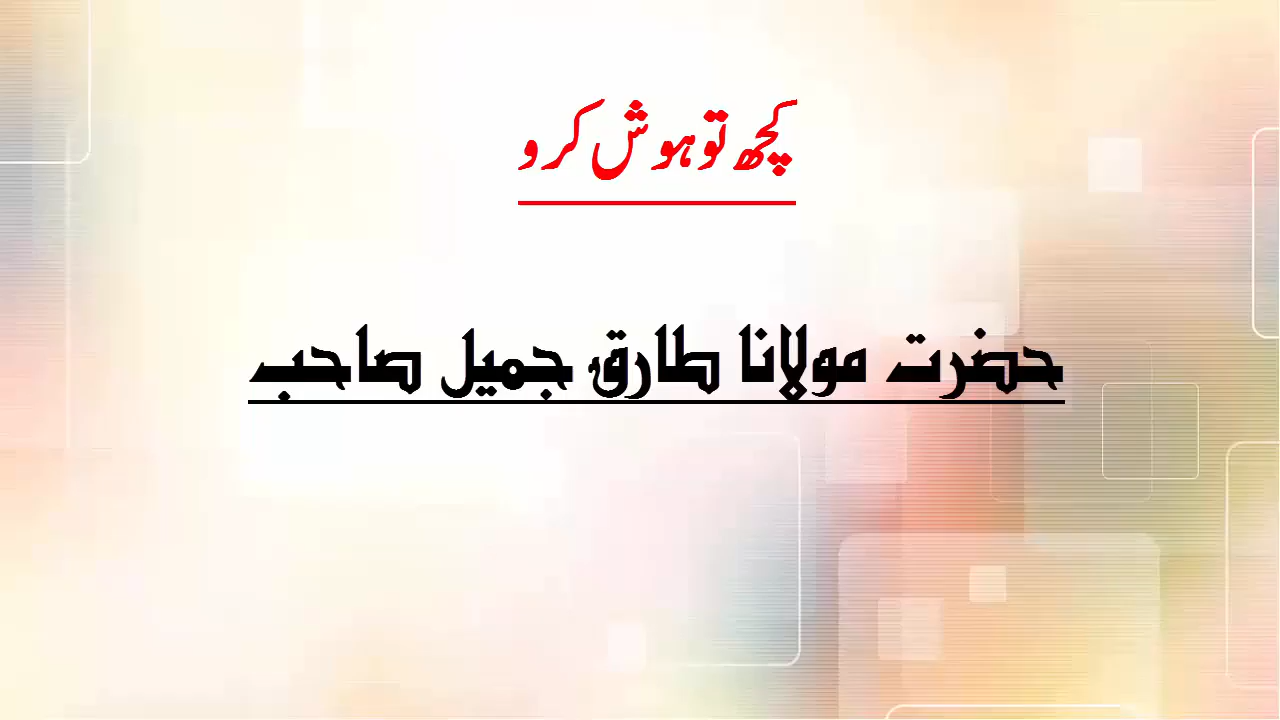 کچھ تو ہوش کرو
حضرت مولانا طارق جمیل صاحب